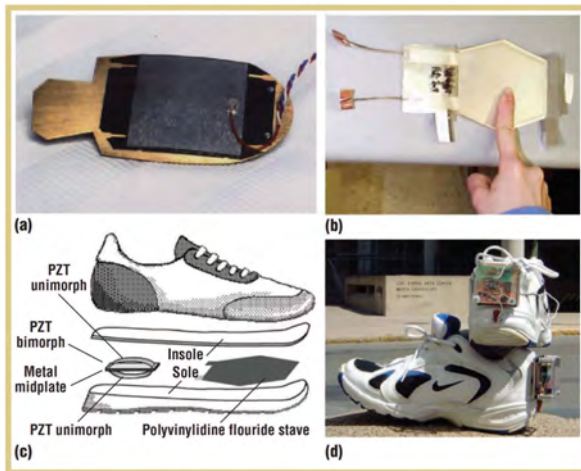 (a)
(b)
PZT
unimorph
PZT
bimorph
Metal
midplate
PZT unimorph
Insole
Sole
Polyvinylidine flouride stave
(c)
(d)